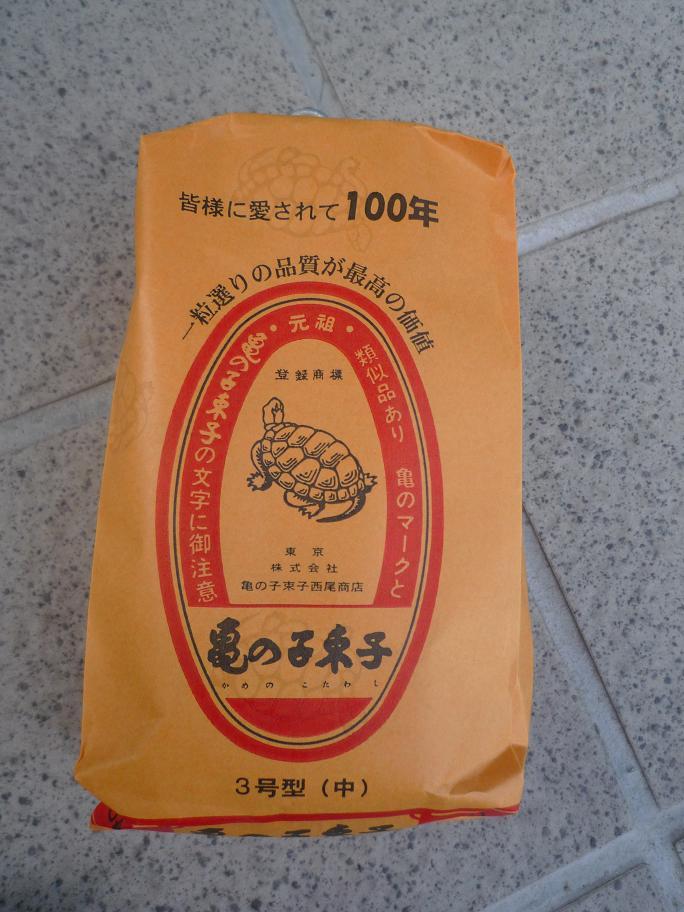 皆様に愛されて100年
一粒選りの品質が最高の価値
・元祖・
類似品あり 亀のマークと
亀の子束子の文字に御注意
登録商標
東京
株式会社
亀の子束子西尾商店
亀の子束子
かめの こたわし
3号型（中）
亀の子束子